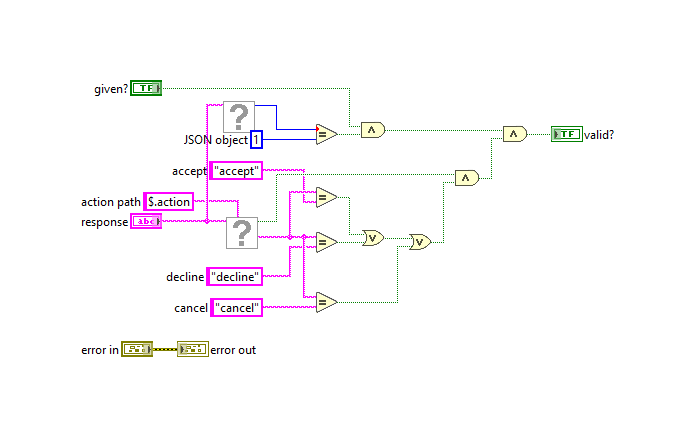 given? TF
?
JSON object 1
accept "accept"
action path $.action
response abc
?
decline "decline"
cancel "cancel"
= 
= 
= 
= 
∧
∧
∧
∨
∨
TF valid?
error in error out